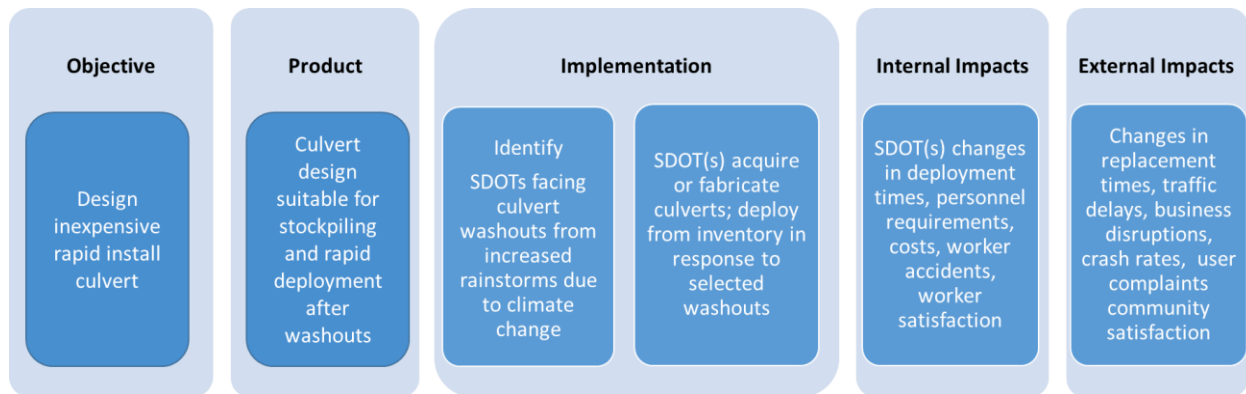 Objective
Design
inexpensive
rapid install
culvert
Product
Culvert
design
suitable for
stockpiling
and rapid
deployment
after
washouts
Implementation
Identify
SDOTs facing
culvert
washouts from
increased
rainstorms due
to climate
change
SDOT(s) acquire
or fabricate
culverts; deploy
from inventory in
response to
selected
washouts
Internal Impacts
SDOT(s) changes
in deployment
times, personnel
requirements,
costs, worker
accidents,
worker
satisfaction
External Impacts
Changes in
replacement
times, traffic
delays, business
disruptions,
crash rates, user
complaints
community
satisfaction